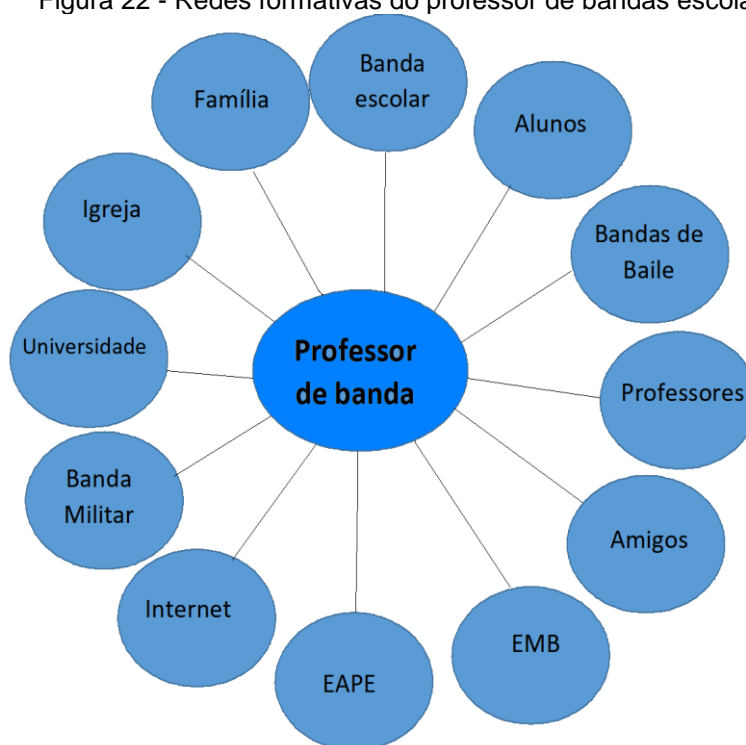 Figura 22 - Redes formativas do professor de bandas escola
Banda
escolar
Família
Alunos
Igreja
Bandas de
Baile
Universidade
Professor
de banda
Professores
Banda
Militar
Amigos
Internet
EMB
EAPE